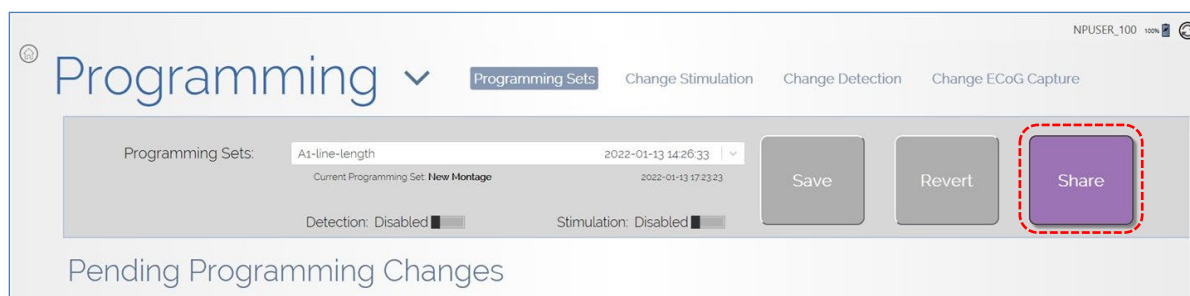 NPUSER_100 100%
Programming Programming Sets Change Stimulation Change Detection Change ECoG Capture
Programming Sets: A1-line-length 2022-01-13 14:26:33
Current Programming Set: New Montage 2022-01-13 17:23:23
Save Revert Share
Detection: Disabled Stimulation: Disabled
Pending Programming Changes